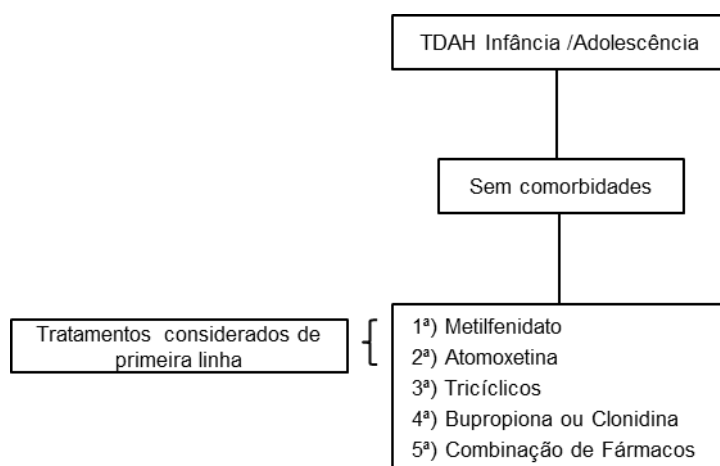 TDAH Infância /Adolescência
Sem comorbidades
Tratamentos considerados de
primeira linha
1ª) Metilfenidato
2ª) Atomoxetina
3ª) Tricíclicos
4ª) Bupropiona ou Clonidina
5ª) Combinação de Fármacos